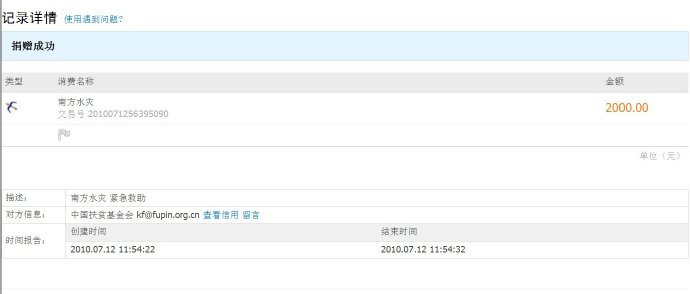 记录详情 使用遇到问题？
捐赠成功
类型 消费名称 金额
南方水灾 2000.00
交易号 2010071256395090
单位（元）
描述： 南方水灾 紧急救助
对方信息： 中国扶贫基金会 kf@fupin.org.cn 查看信用 留言
时间报告： 创建时间 结束时间
2010.07.12 11:54:22 2010.07.12 11:54:32